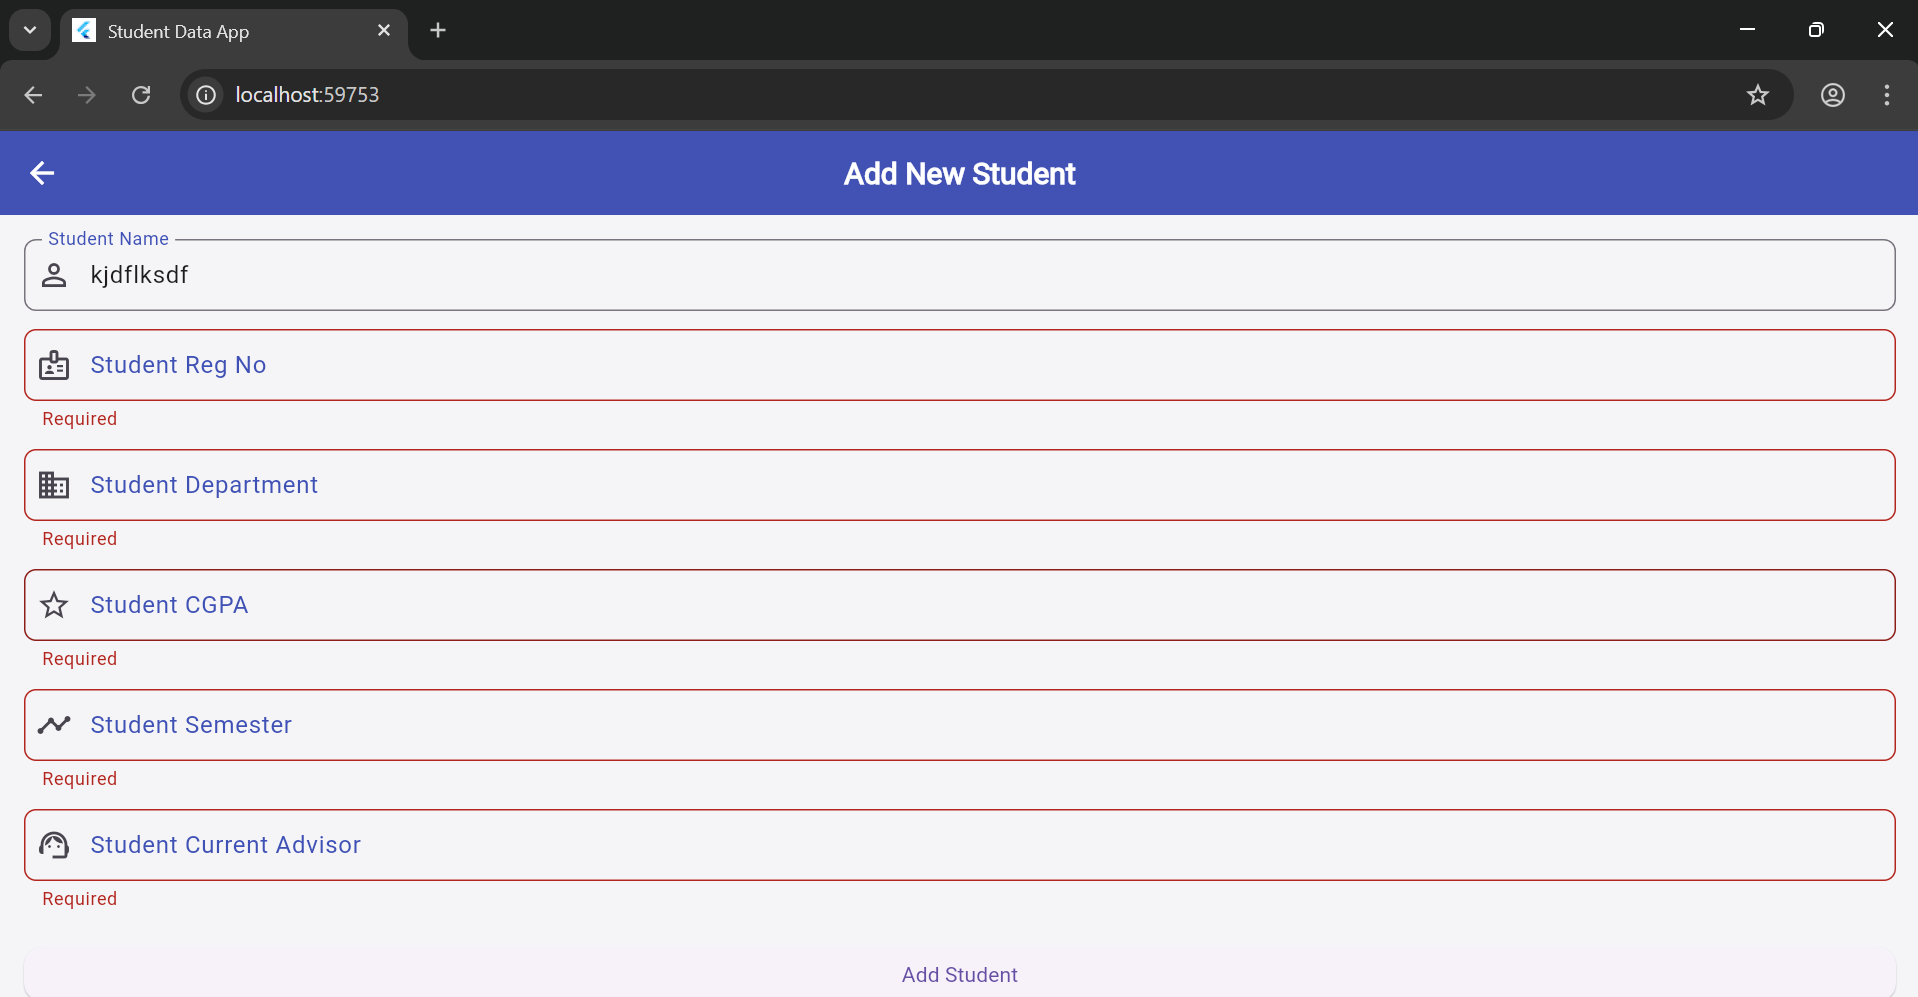 Student Data App
localhost:59753
Add New Student
Student Name
kjdflksdf
Student Reg No
Required
Student Department
Required
Student CGPA
Required
Student Semester
Required
Student Current Advisor
Required
Add Student